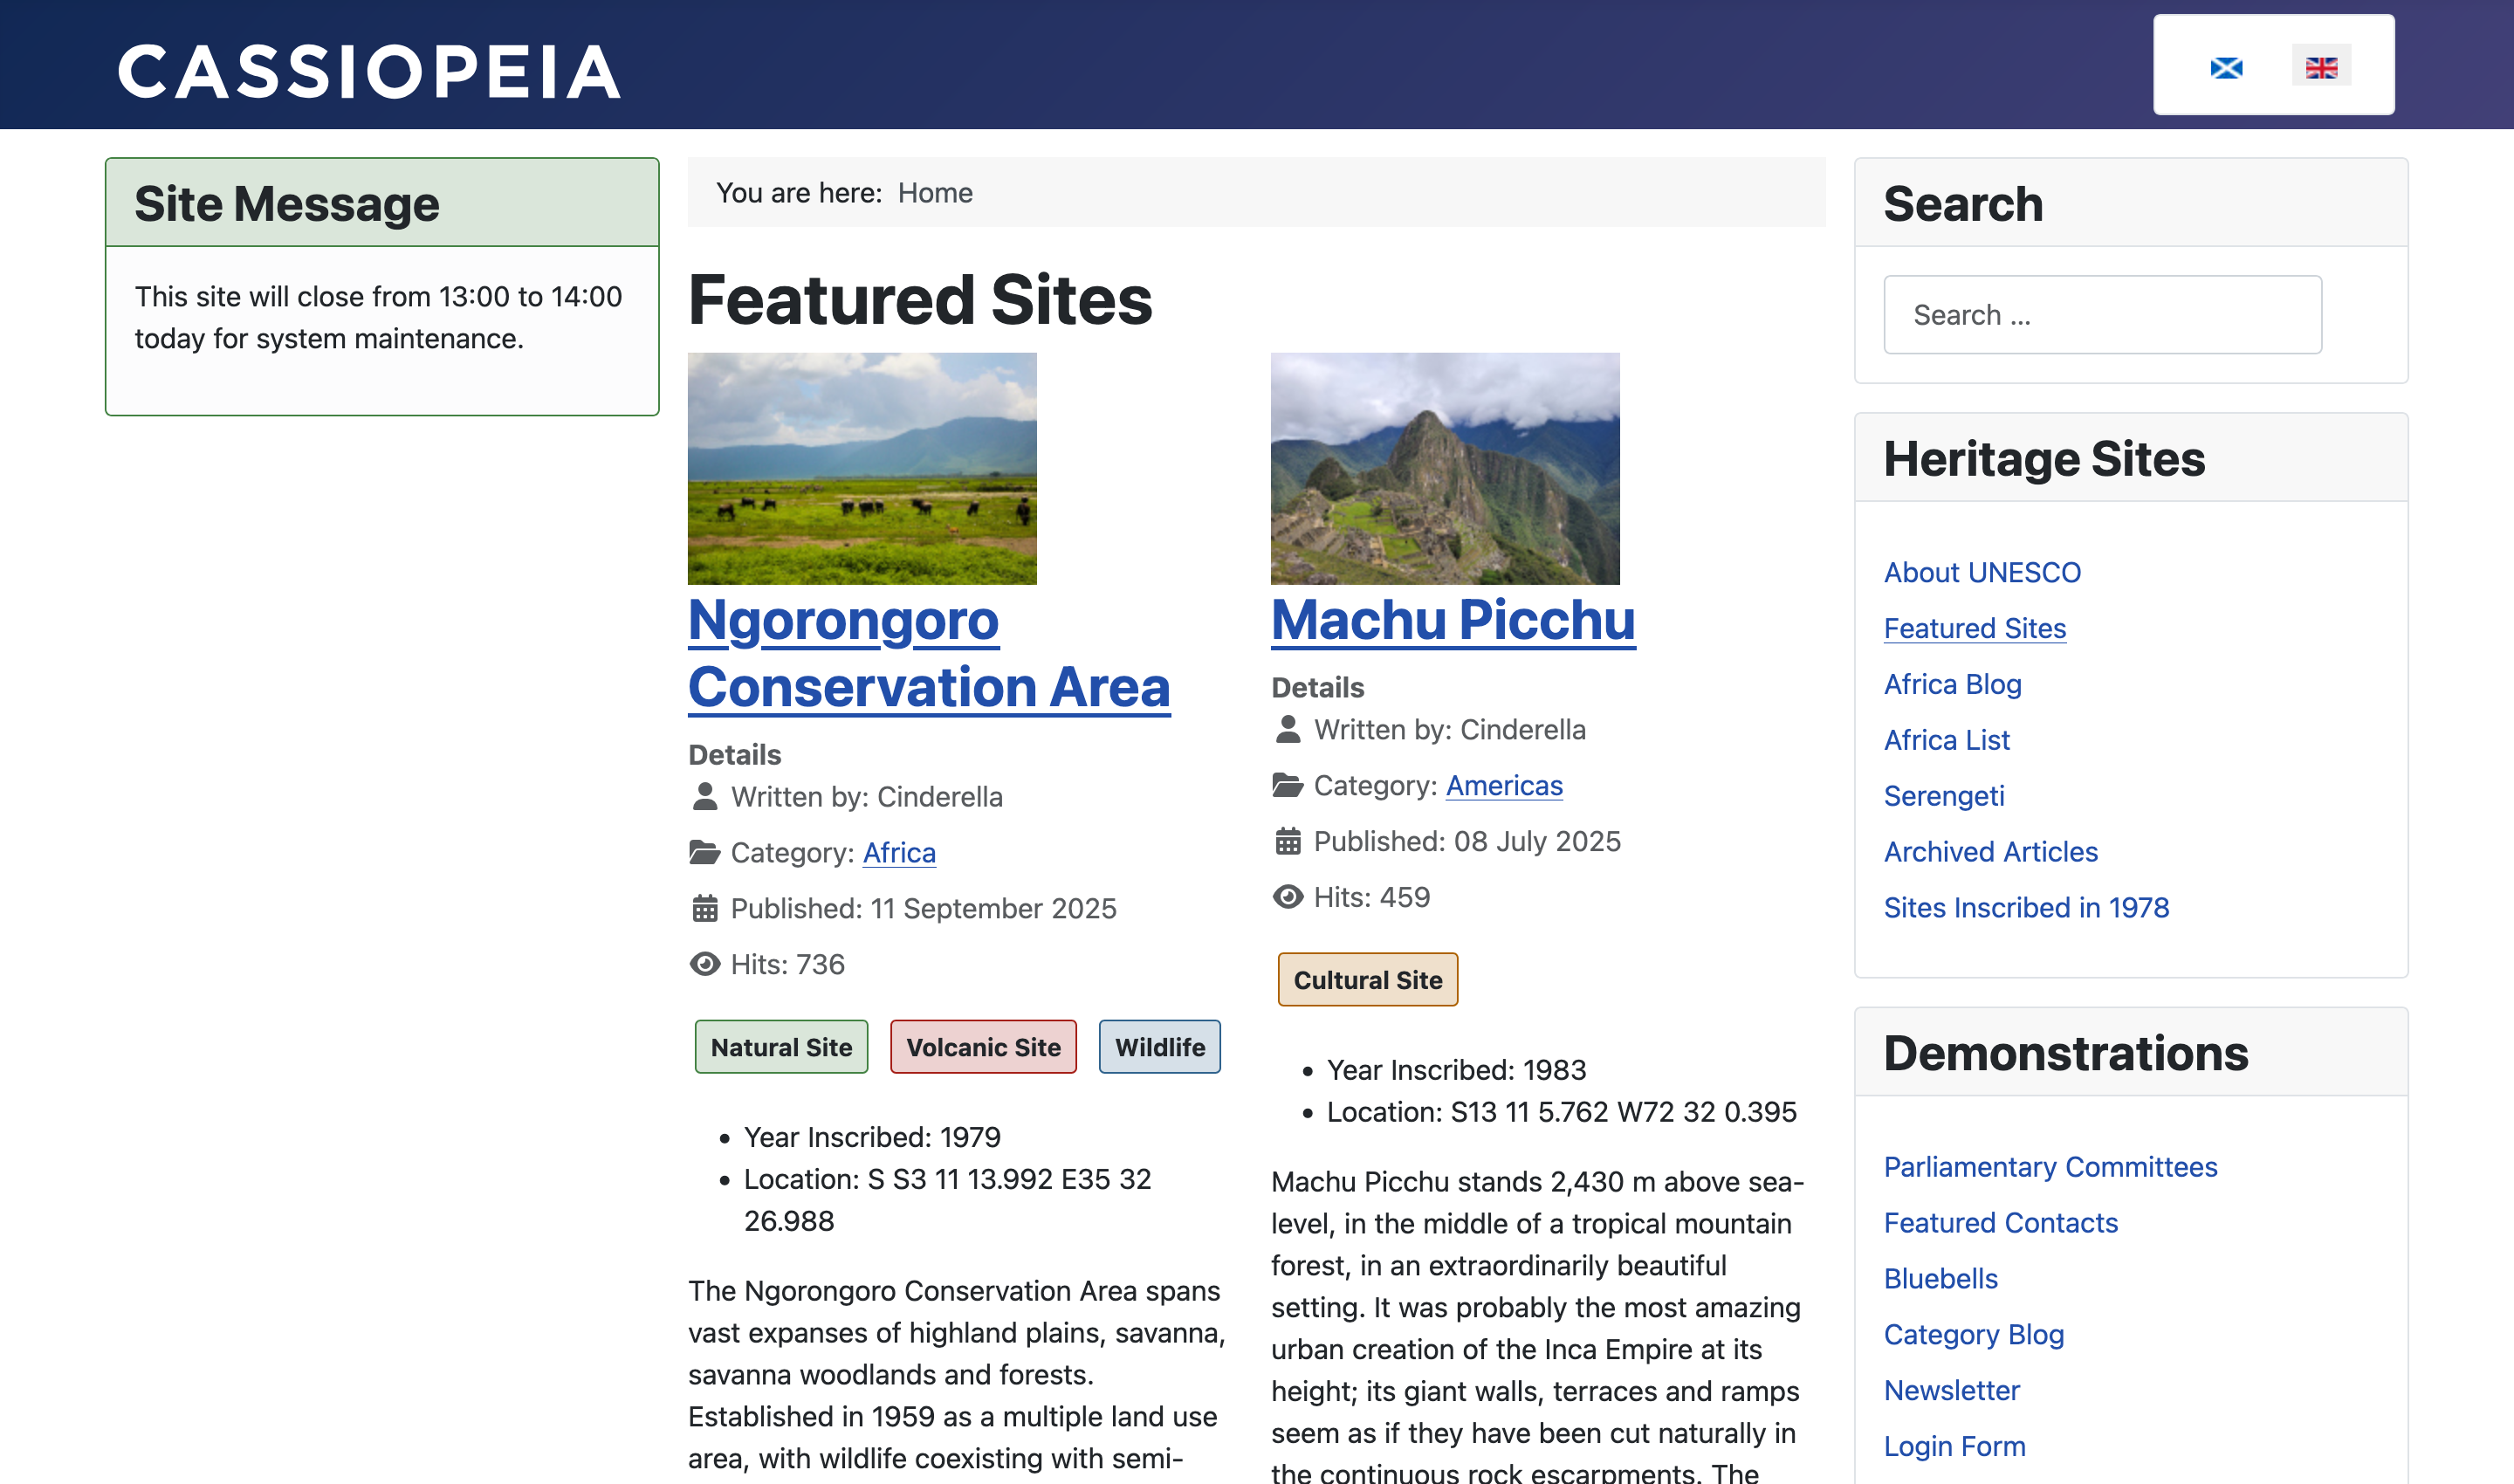 CASSIOPEIA
Site Message
This site will close from 13:00 to 14:00
today for system maintenance.
You are here: Home
Featured Sites
Ngorongoro
Conservation Area
Details
Written by: Cinderella
Category: Africa
Published: 11 September 2025
Hits: 736
Natural Site Volcanic Site Wildlife
Year Inscribed: 1979
Location: S S3 11 13.992 E35 32
26.988
The Ngorongoro Conservation Area spans
vast expanses of highland plains, savanna,
savanna woodlands and forests.
Established in 1959 as a multiple land use
area, with wildlife coexisting with semi-
Machu Picchu
Details
Written by: Cinderella
Category: Americas
Published: 08 July 2025
Hits: 459
Cultural Site
Year Inscribed: 1983
Location: S13 11 5.762 W72 32 0.395
Machu Picchu stands 2,430 m above sea-
level, in the middle of a tropical mountain
forest, in an extraordinarily beautiful
setting. It was probably the most amazing
urban creation of the Inca Empire at its
height; its giant walls, terraces and ramps
seem as if they have been cut naturally in
the continuous rock escarpments. The
Search
Search ...
Heritage Sites
About UNESCO
Featured Sites
Africa Blog
Africa List
Serengeti
Archived Articles
Sites Inscribed in 1978
Demonstrations
Parliamentary Committees
Featured Contacts
Bluebells
Category Blog
Newsletter
Login Form